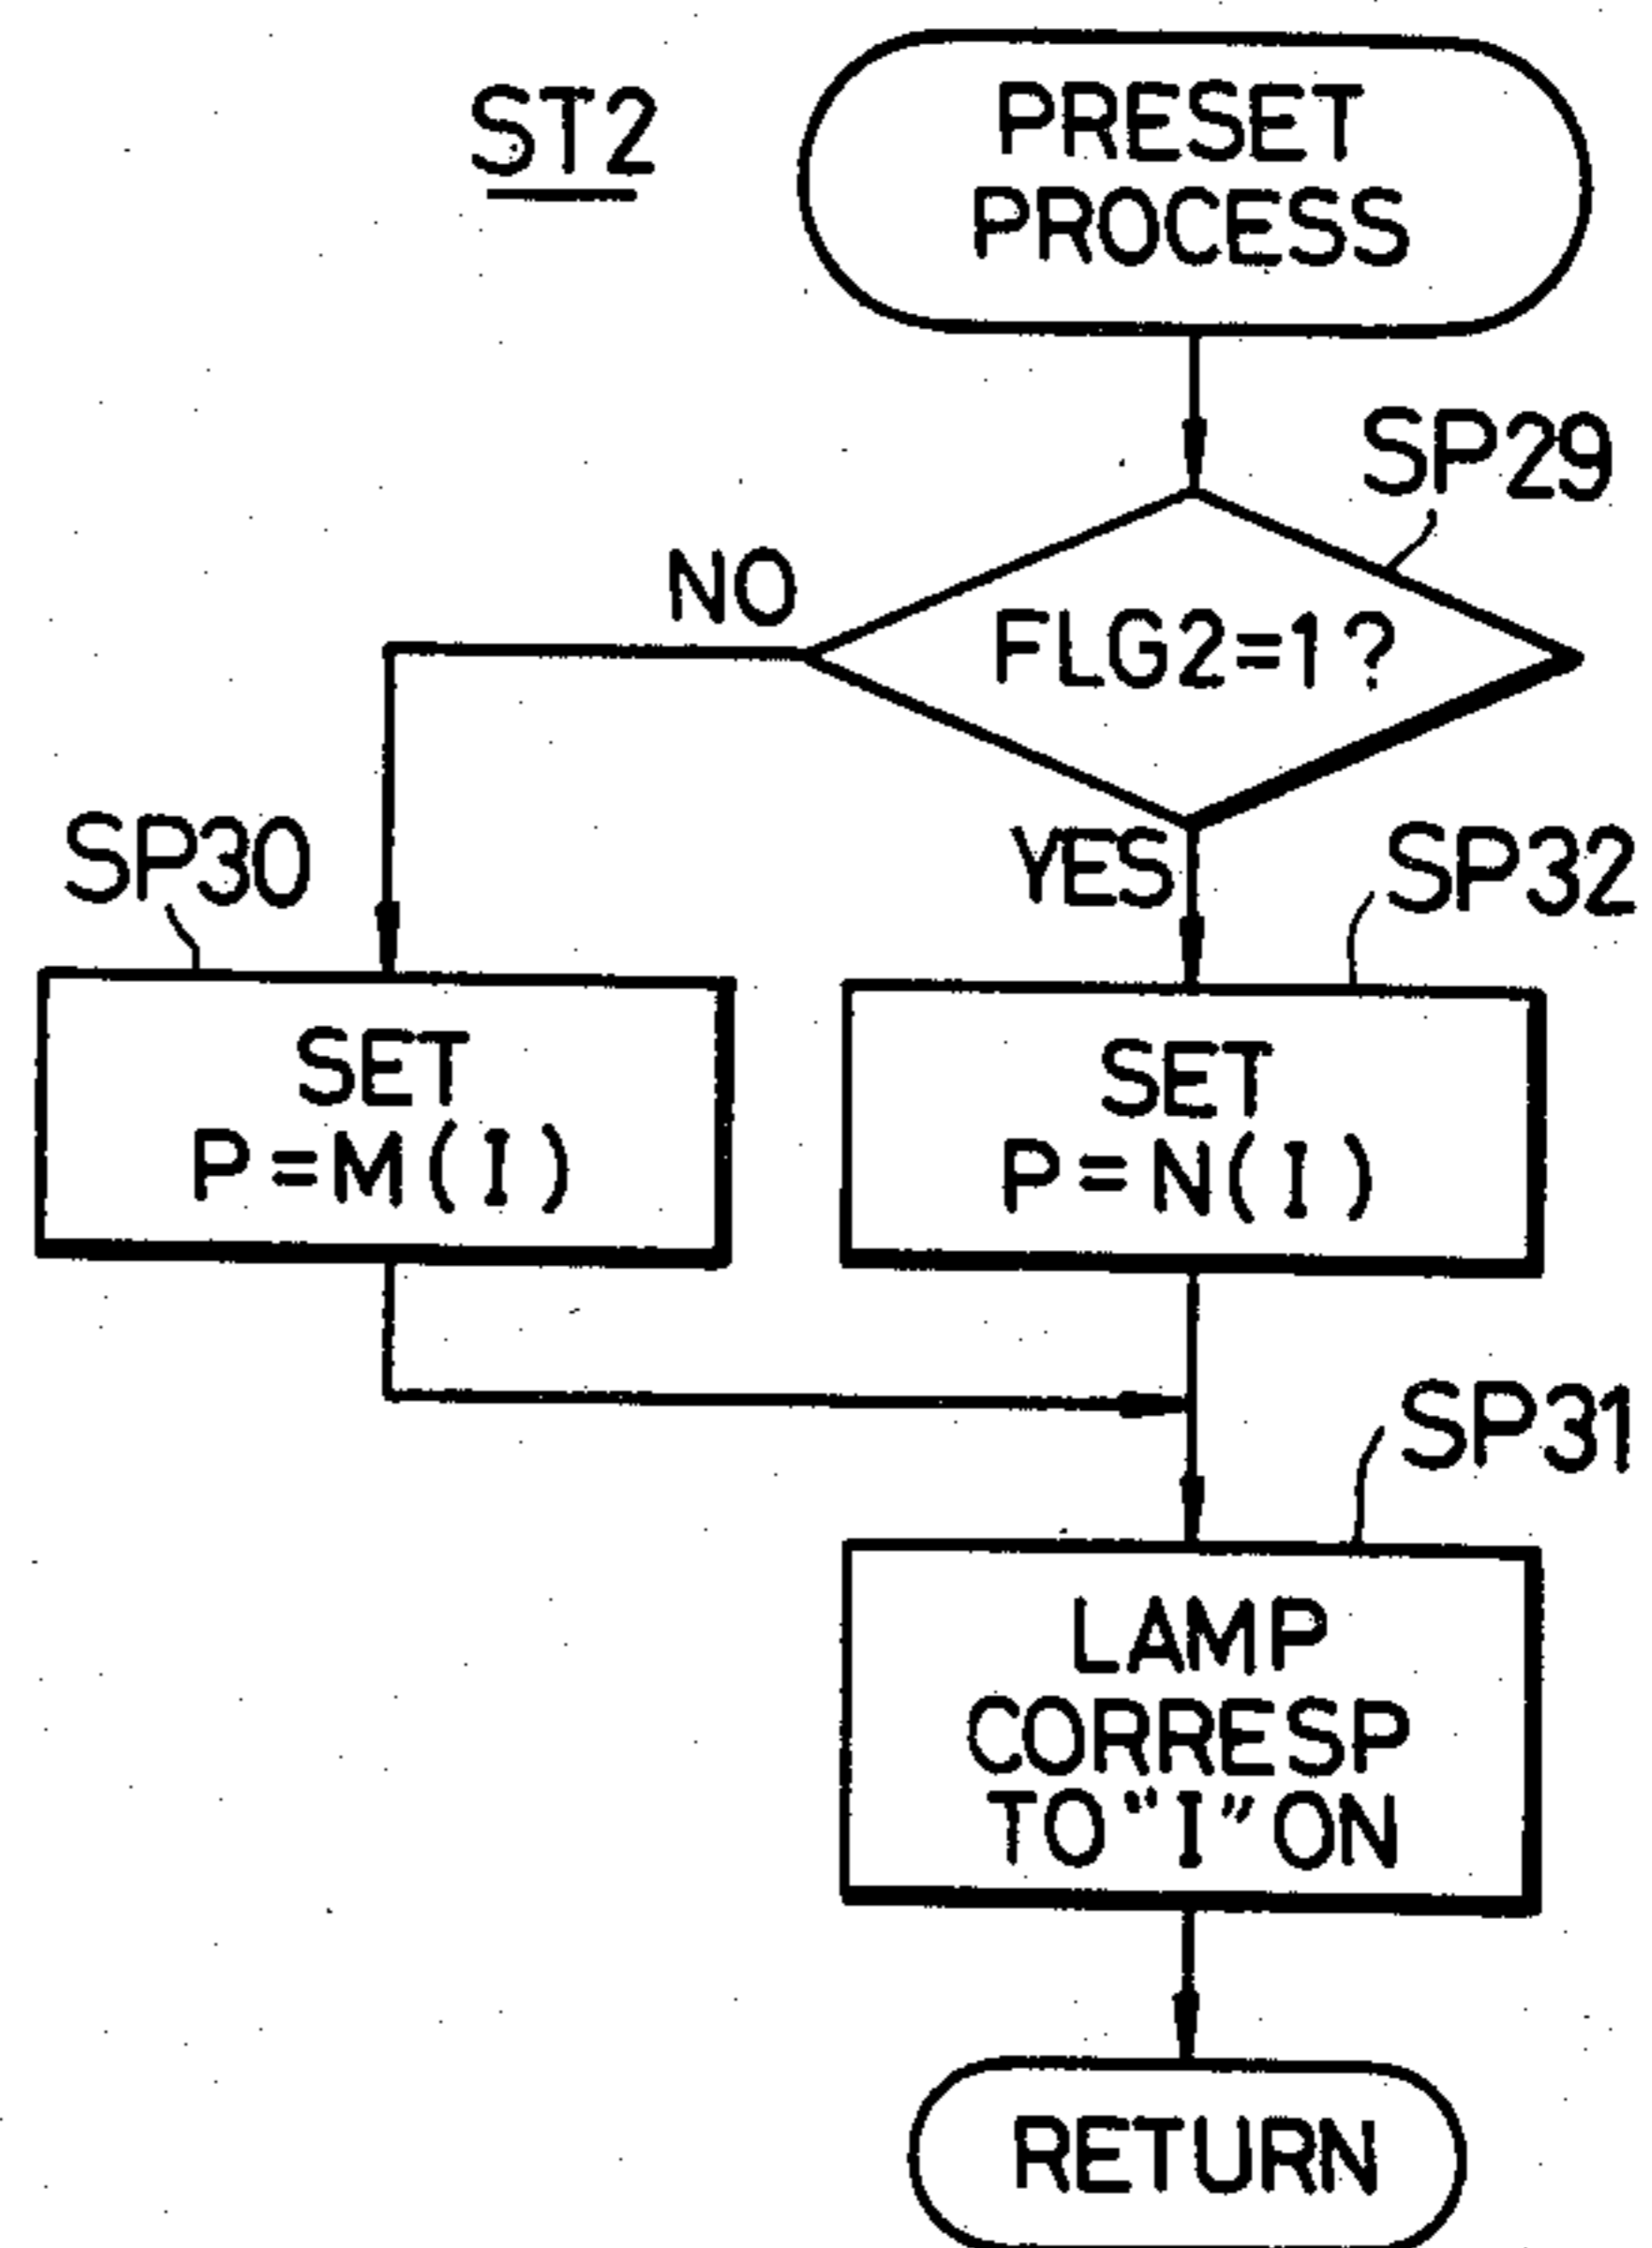 ST2
PRESET
PROCESS
SP29
NO
FLG2=1?
YES
SP30
SP32
SET
P=M(I)
SET
P=N(I)
SP31
LAMP
CORRESP
TO "I" ON
RETURN